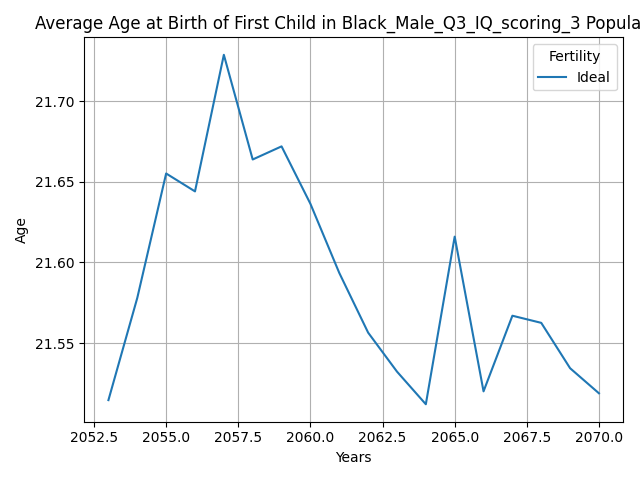 Average Age at Birth of First Child in Black_Male_Q3_IQ_scoring_3 Popula
Fertility
Ideal
21.70
21.65
21.60
21.55
Age
2052.5 2055.0 2057.5 2060.0 2062.5 2065.0 2067.5 2070.0
Years